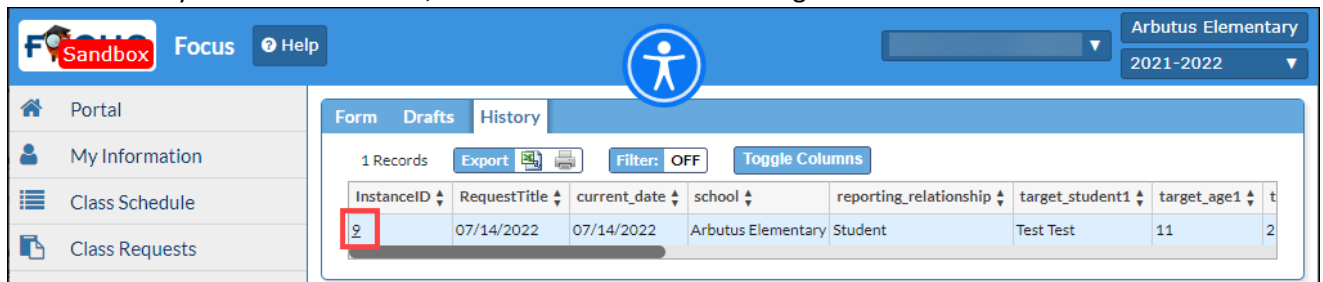 Sandbox Focus Help Arbutus Elementary
2021-2022
Portal
My Information
Class Schedule
Class Requests
Form Drafts History
1 Records Export Filter: OFF Toggle Columns
InstanceID RequestTitle current_date school reporting_relationship target_student1 target_age1 t
9 07/14/2022 07/14/2022 Arbutus Elementary Student Test Test 11 2